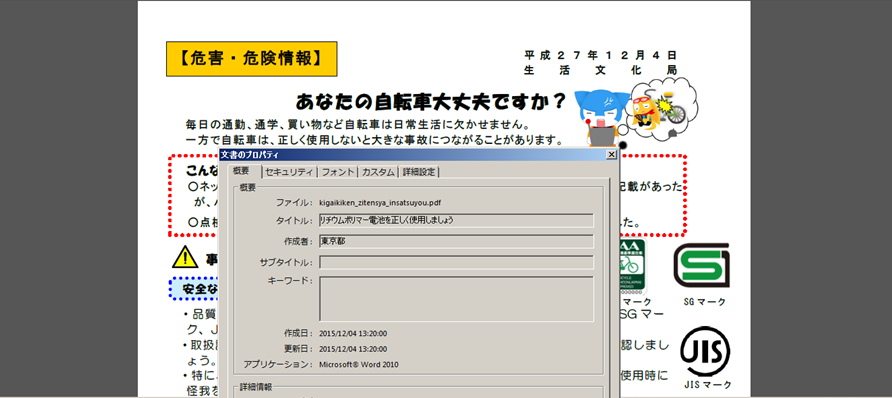 【危害・危険情報】
平成２７年１２月４日
生活文化局
あなたの自転車大丈夫ですか？
毎日の通勤、通学、買い物など自転車は日常生活に欠かせません。
一方で自転車は、正しく使用しないと大きな事故につながることがあります。
文書のプロパティ
概要 セキュリティ フォント カスタム 詳細設定
概要
ファイル： kigaikiken_zitensya_insatsuyou.pdf
タイトル： リチウムポリマー電池を正しく使用しましょう
作成者： 東京都
サブタイトル：
キーワード：
作成日： 2015/12/04 13:20:00
更新日： 2015/12/04 13:20:00
アプリケーション： Microsoft® Word 2010
詳細情報
こんな
○ネッ
記載があった
が、
○点検
た。
事
AA
マーク
SGマーク
安全な
・品質
SGマー
ク、J
・取扱
認しまし
ょう。
・特に
使用時に
怪我を
JIS
JISマーク